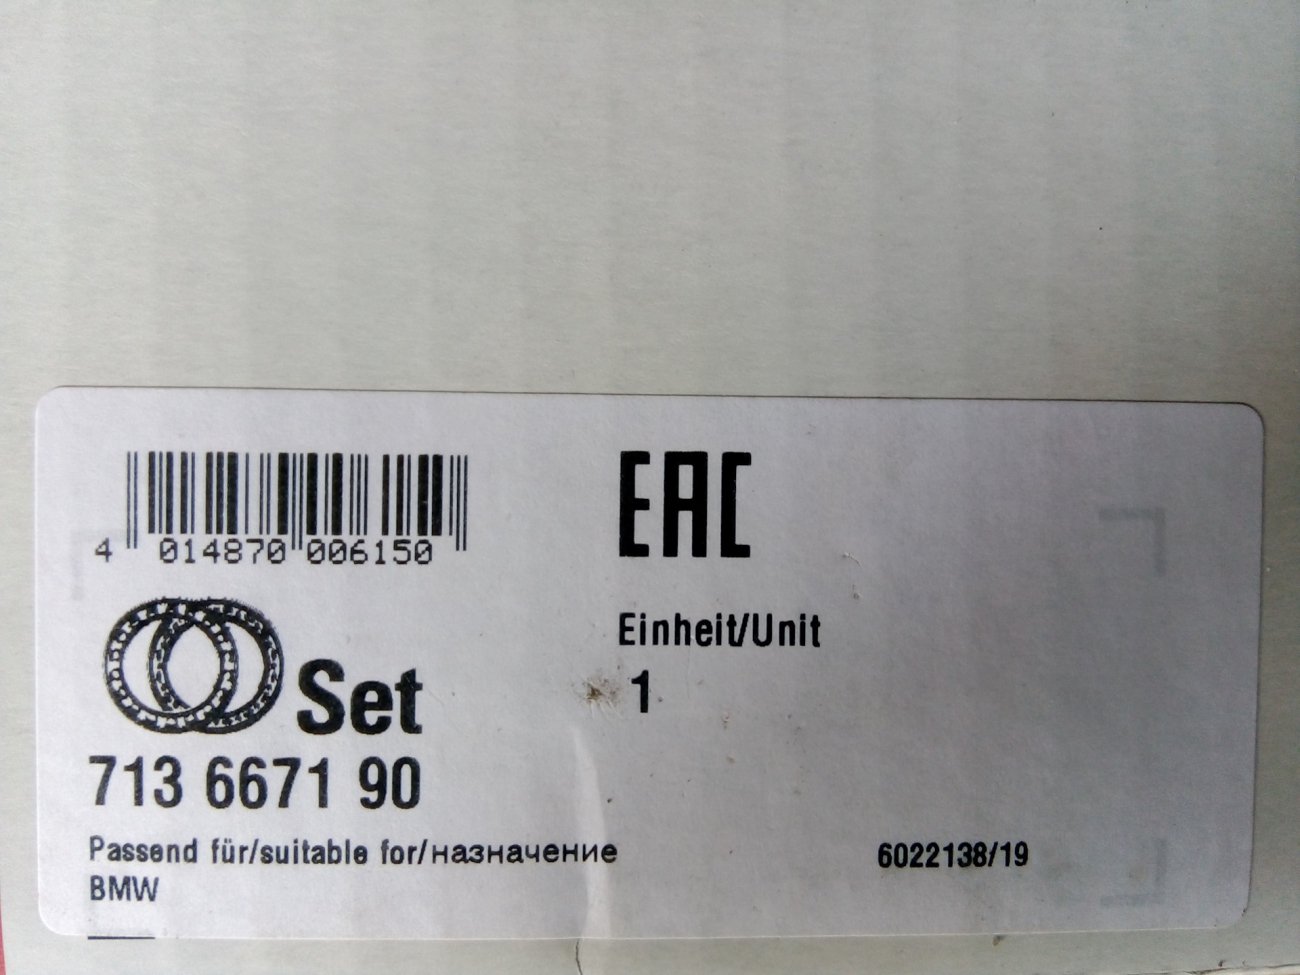 EAC
4 014870 006150
Einheit/Unit
1
Set
713 6671 90
Passend für/suitable for/назначение
6022138/19
BMW